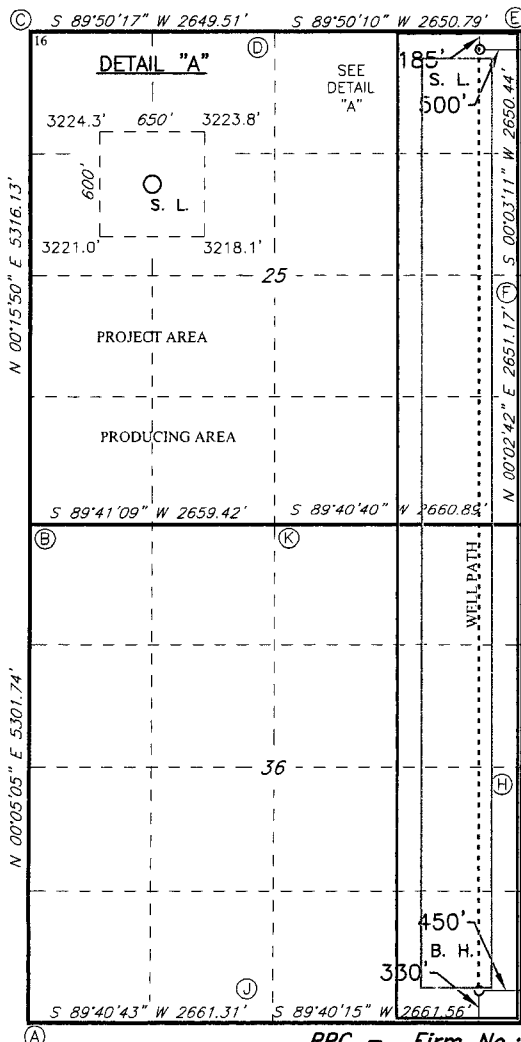 Ⓒ S 89°50'17" W 2649.51' S 89°50'10" W 2650.79' Ⓔ
16
Ⓓ
DETAIL "A"
SEE
DETAIL
"A"
185'
S. L.
500'
3224.3' 650' 3223.8'
600'
S. L.
3221.0' 3218.1'
N 00°15'50" E 5316.13'
S 00°03'11" W 2650.44'
25
Ⓕ
PROJECT AREA
N 00°02'42" E 2651.17'
PRODUCING AREA
S 89°41'09" W 2659.42' S 89°40'40" W 2660.89'
Ⓑ Ⓚ
WELL PATH
N 00°05'05" E 5301.74'
36
Ⓗ
450'
B. H.
330'
Ⓙ
S 89°40'43" W 2661.31' S 89°40'15" W 2661.56'
Ⓐ
Firm No.: